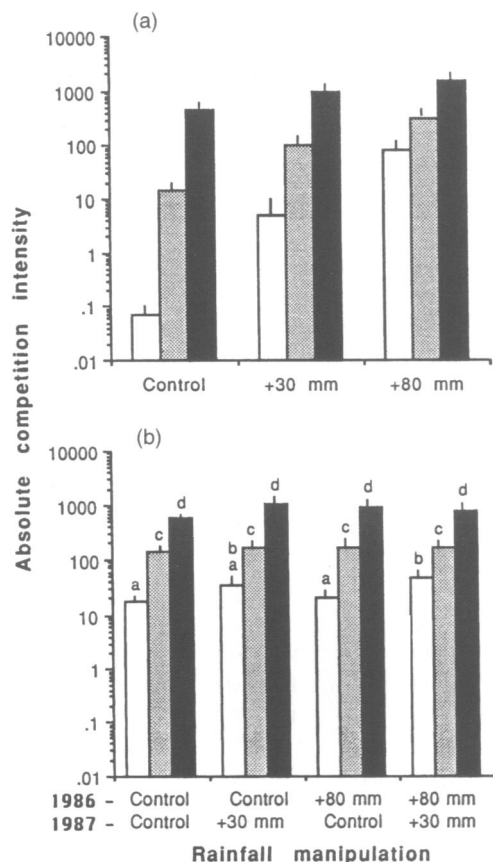 (a)
Absolute competition intensity
10000
1000
100
10
1
.1
.01
Control +30 mm +80 mm
(b)
10000
1000
100
10
1
.1
.01
a c d
a b c d
a c d
b c d
1986 - Control Control +80 mm +80 mm
1987 - Control +30 mm Control +30 mm
Rainfall manipulation